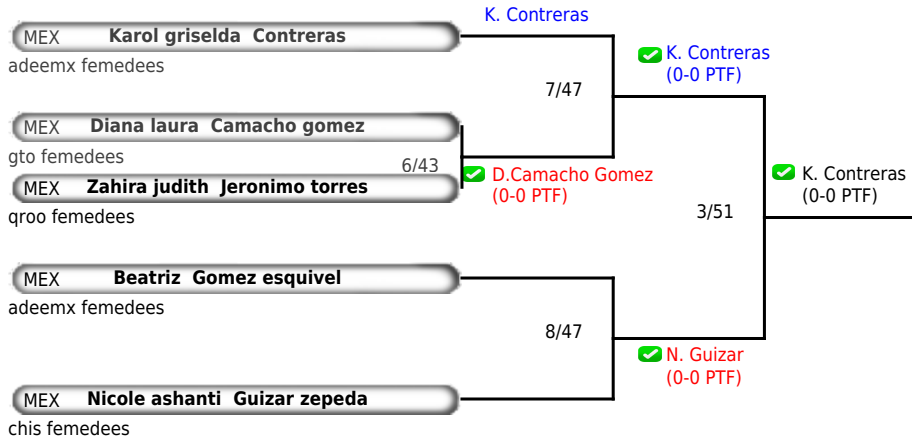 K. Contreras
MEX Karol griselda Contreras
adeemx femedees
K. Contreras
(0-0 PTF)
7/47
MEX Diana laura Camacho gomez
gto femedees
6/43
MEX Zahira judith Jeronimo torres
qroo femedees
D.Camacho Gomez
(0-0 PTF)
K. Contreras
(0-0 PTF)
3/51
MEX Beatriz Gomez esquivel
adeemx femedees
8/47
N. Guizar
(0-0 PTF)
MEX Nicole ashanti Guizar zepeda
chis femedees